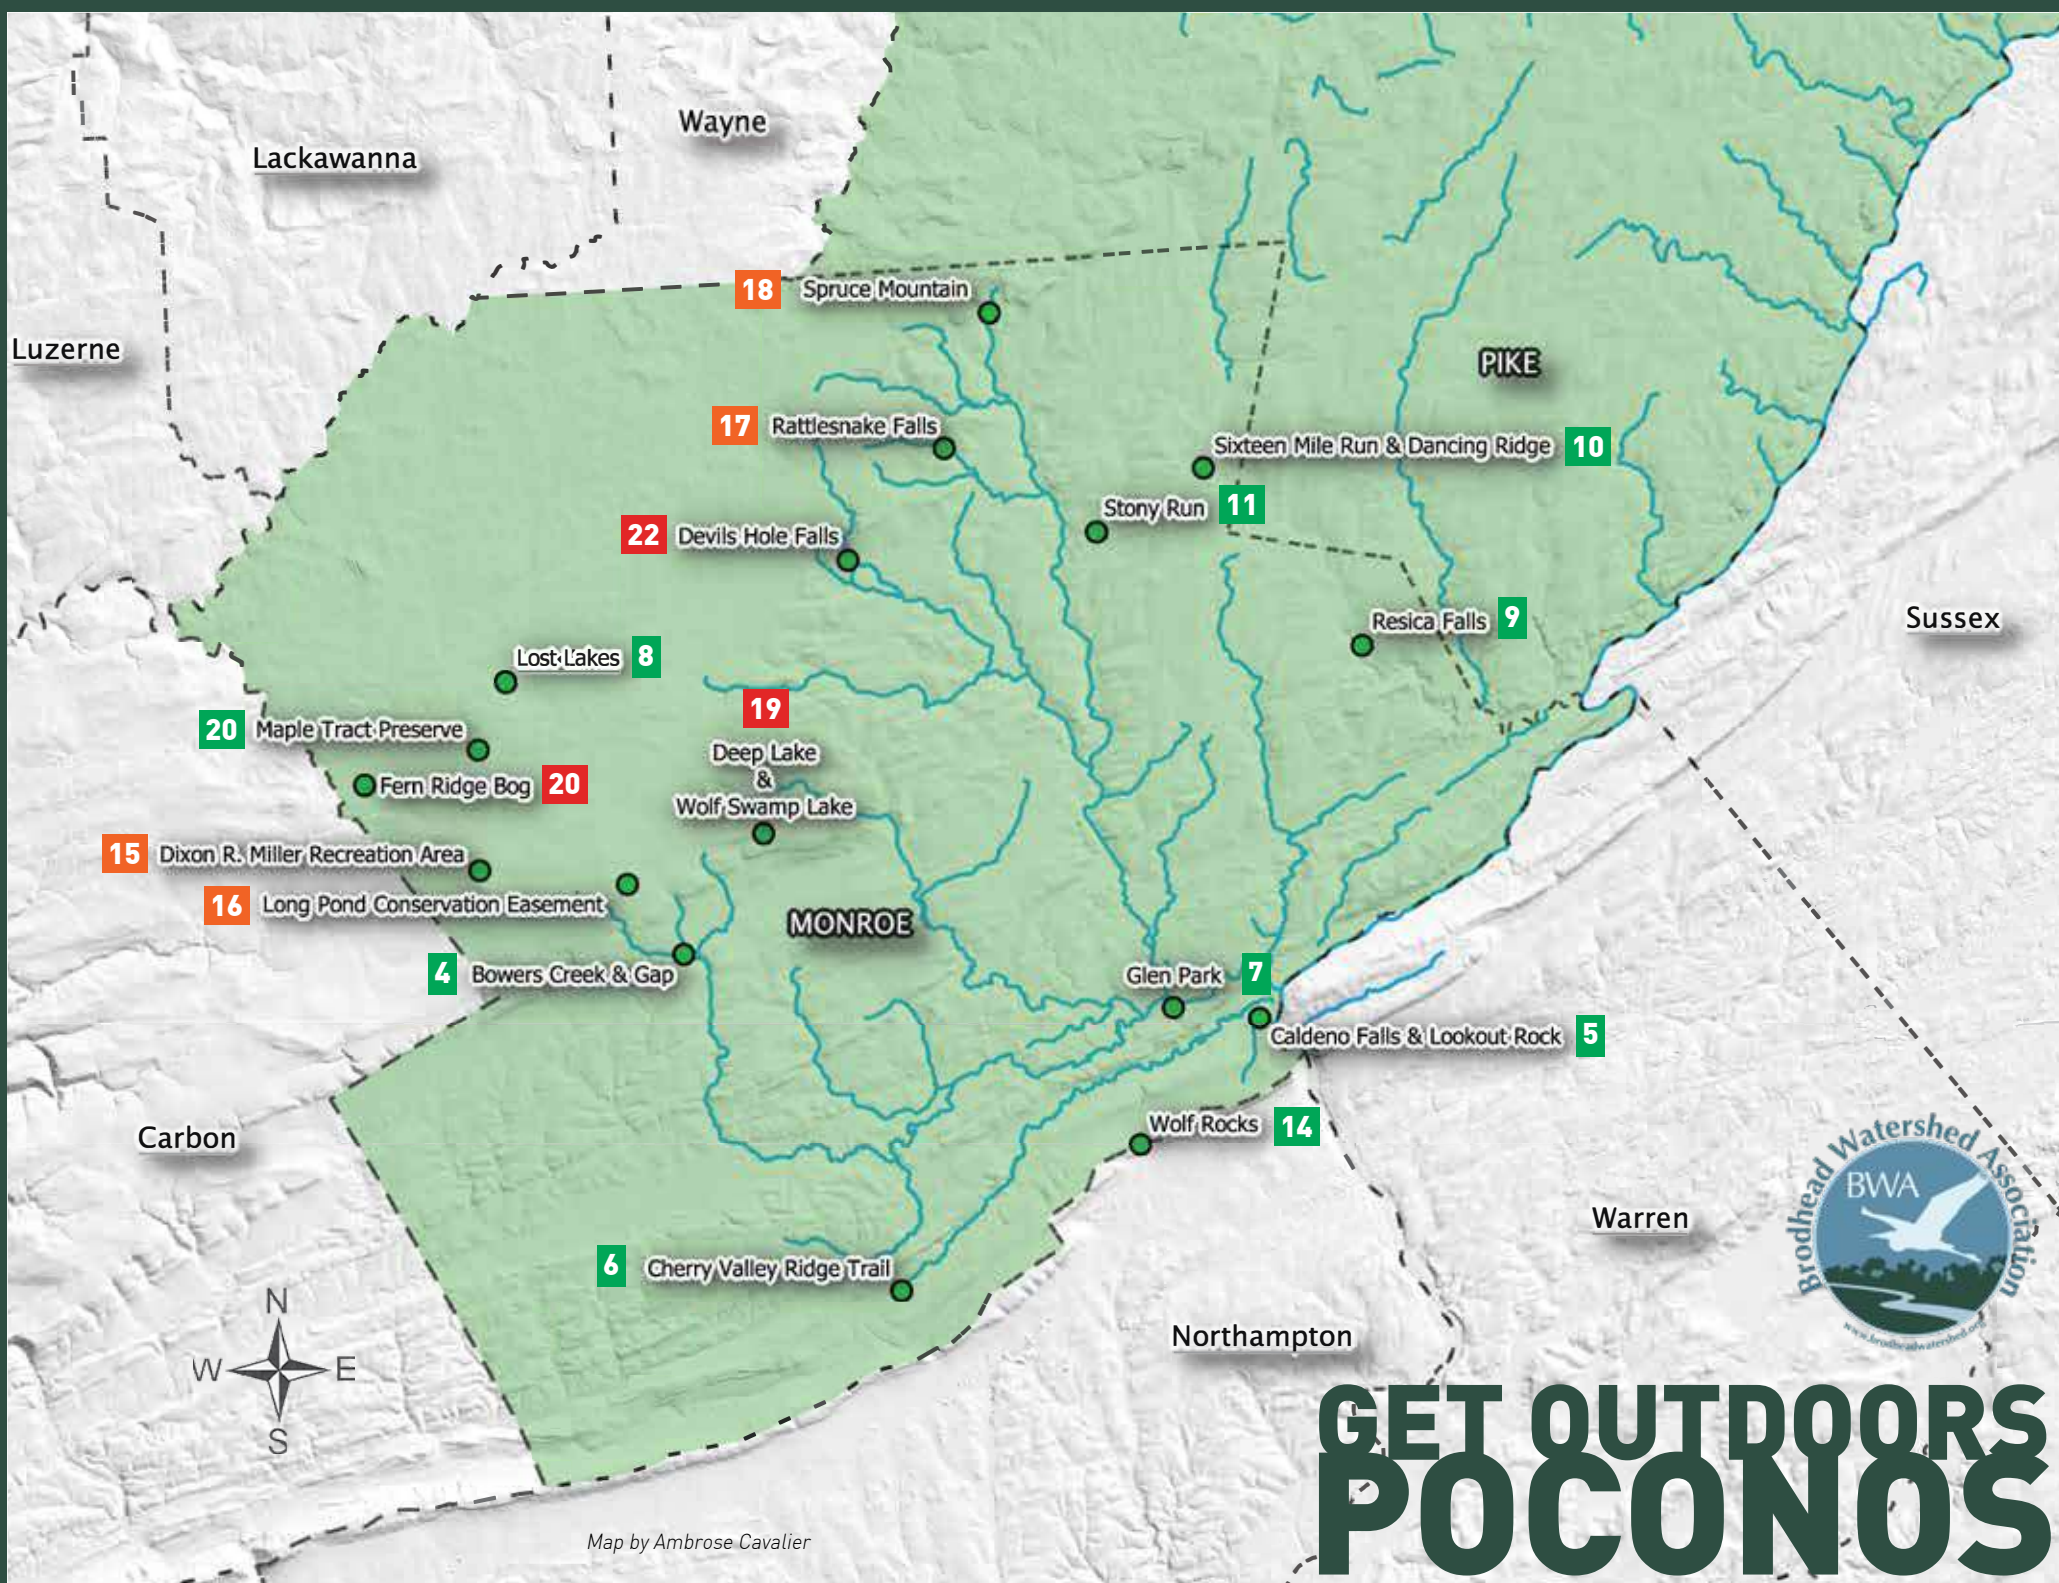 Wayne
Lackawanna
18 Spruce Mountain
Luzerne
PIKE
17 Rattlesnake Falls
Sixteen Mile Run & Dancing Ridge 10
Stony Run 11
22 Devils Hole Falls
Resica Falls 9
Sussex
Lost Lakes 8
19
20 Maple Tract Preserve
Deep Lake
&
Wolf Swamp Lake
Fern Ridge Bog 20
15 Dixon R. Miller Recreation Area
16 Long Pond Conservation Easement
MONROE
4 Bowers Creek & Gap
Glen Park 7
Caldeno Falls & Lookout Rock 5
Wolf Rocks 14
Carbon
Brodhead Watershed Association
BWA
www.brodheadwatershed.org
Warren
6 Cherry Valley Ridge Trail
N
W E
S
Northampton
GET OUTDOORS
POCONOS
Map by Ambrose Cavalier